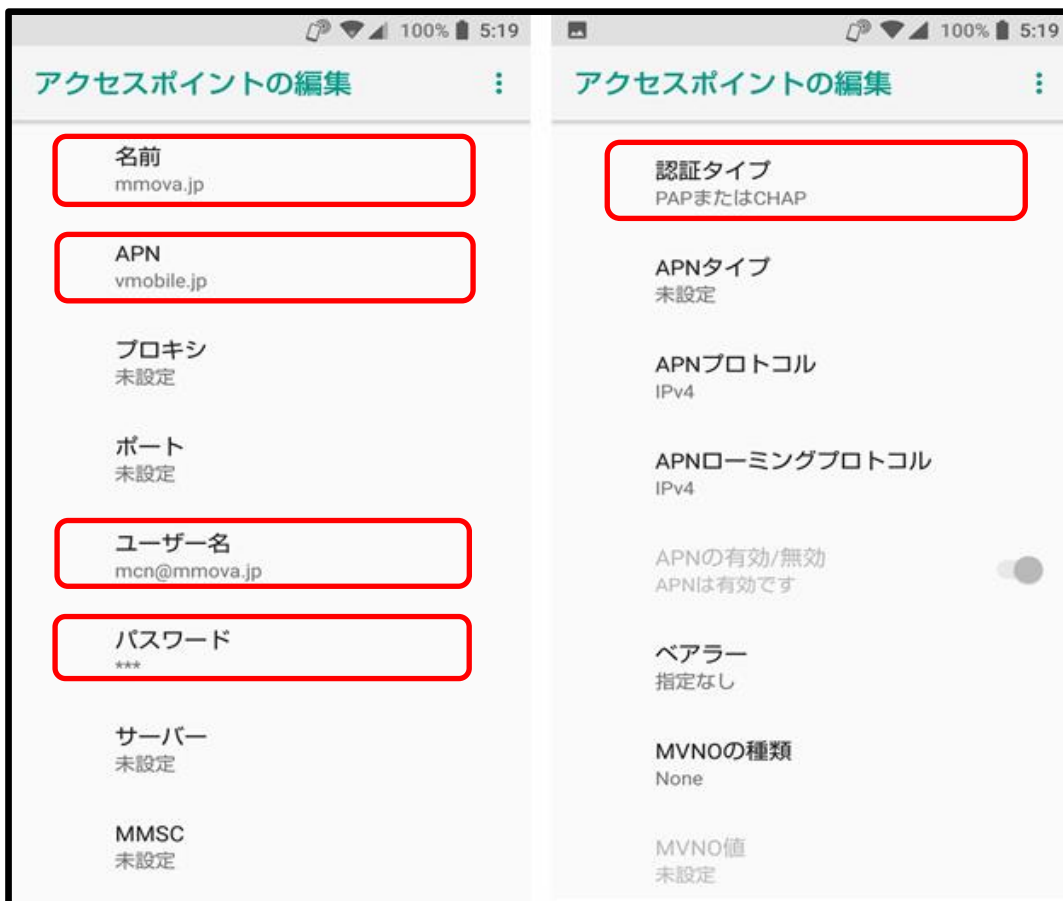 100% 5:19
アクセスポイントの編集
名前
mmova.jp
APN
vmobile.jp
プロキシ
未設定
ポート
未設定
ユーザー名
mcn@mmova.jp
パスワード
***
サーバー
未設定
MMSC
未設定
100% 5:19
アクセスポイントの編集
認証タイプ
PAPまたはCHAP
APNタイプ
未設定
APNプロトコル
IPv4
APNローミングプロトコル
IPv4
APNの有効/無効
APNは有効です
ベアラー
指定なし
MVNOの種類
None
MVNO値
未設定